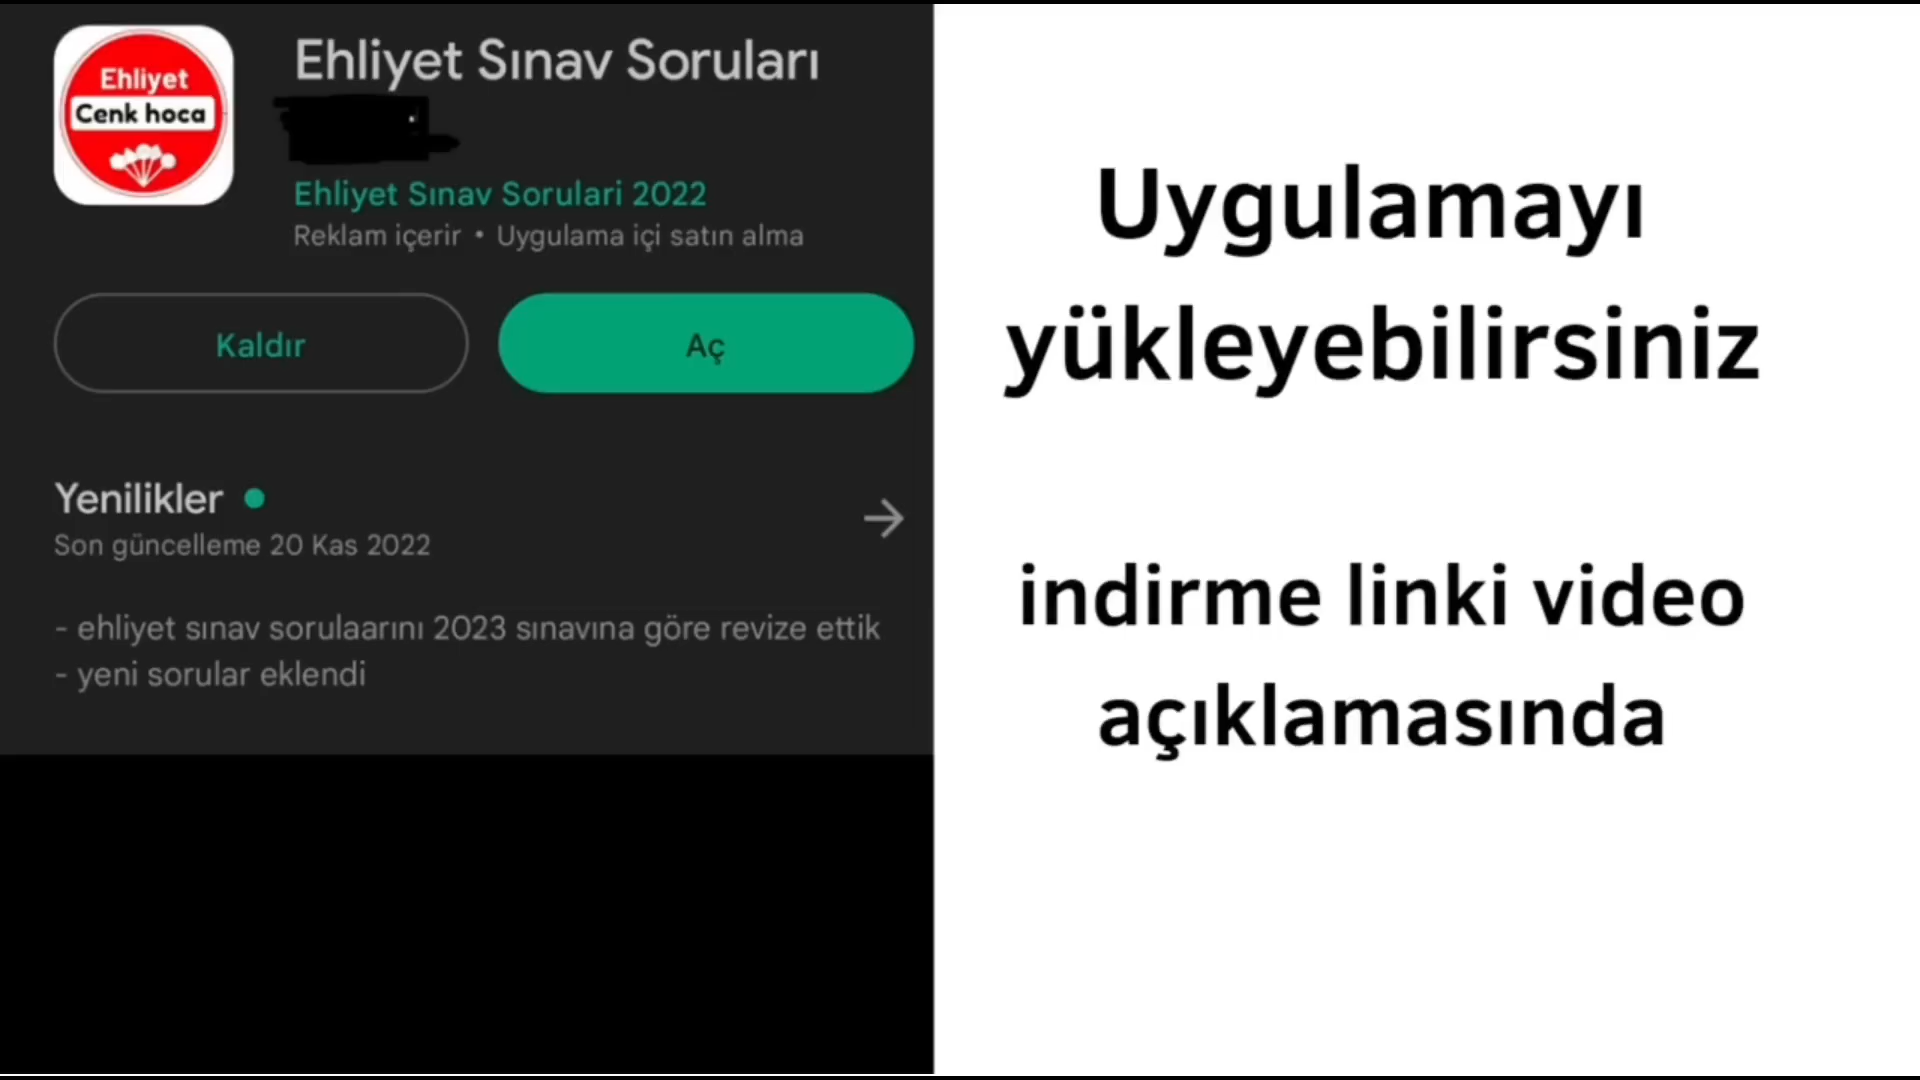 Ehliyet
Cenk hoca
Ehliyet Sınav Soruları
Ehliyet Sınav Sorulari 2022
Reklam içerir • Uygulama içi satın alma
Kaldır
Aç
Yenilikler
Son güncelleme 20 Kas 2022
- ehliyet sınav sorulaarını 2023 sınavına göre revize ettik
- yeni sorular eklendi
Uygulamayı
yükleyebilirsiniz
indirme linki video
açıklamasında